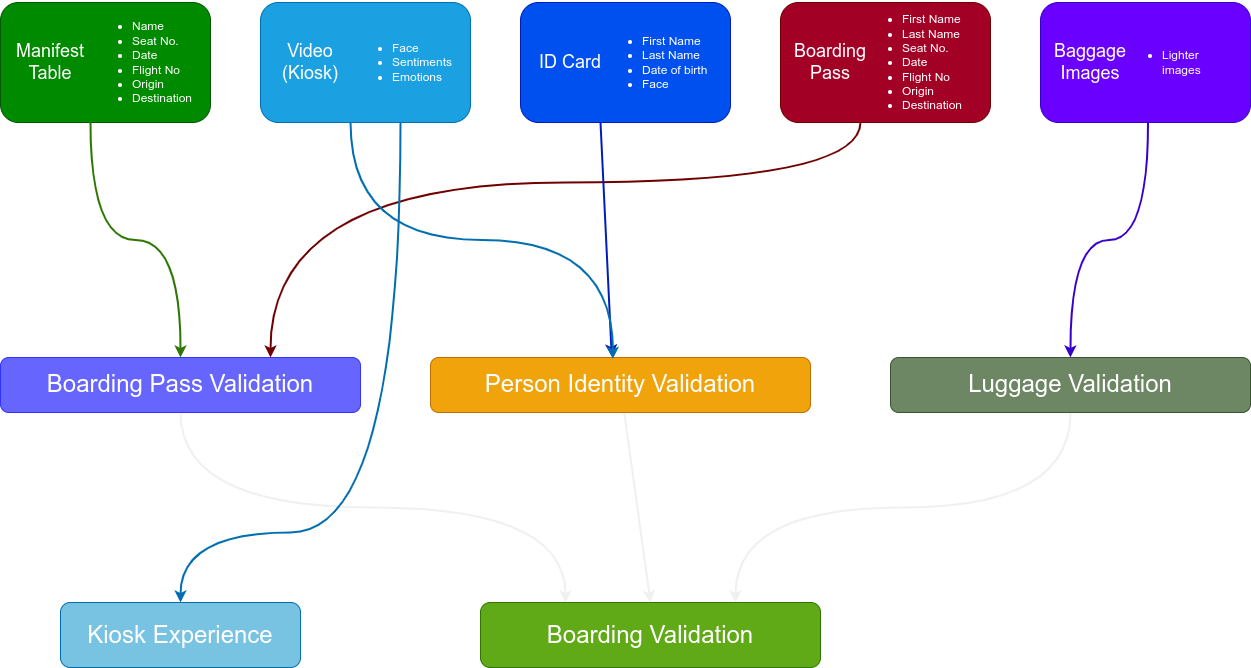 Manifest
Table
Name
Seat No.
Date
Flight No
Origin
Destination
Video
(Kiosk)
Face
Sentiments
Emotions
ID Card
First Name
Last Name
Date of birth
Face
Boarding
Pass
First Name
Last Name
Seat No.
Date
Flight No
Origin
Destination
Baggage
Images
Lighter
images
Boarding Pass Validation
Person Identity Validation
Luggage Validation
Kiosk Experience
Boarding Validation